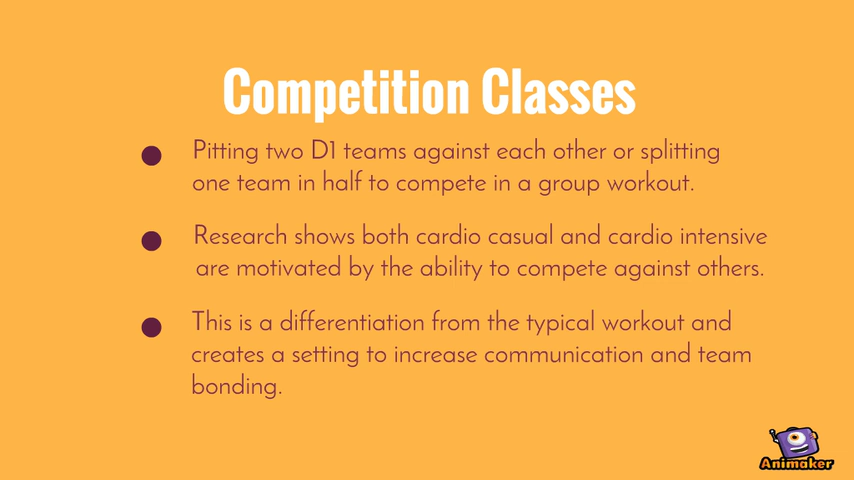 Competition Classes
Pitting two D1 teams against each other or splitting
one team in half to compete in a group workout.
Research shows both cardio casual and cardio intensive
are motivated by the ability to compete against others.
This is a differentiation from the typical workout and
creates a setting to increase communication and team
bonding.
Animaker